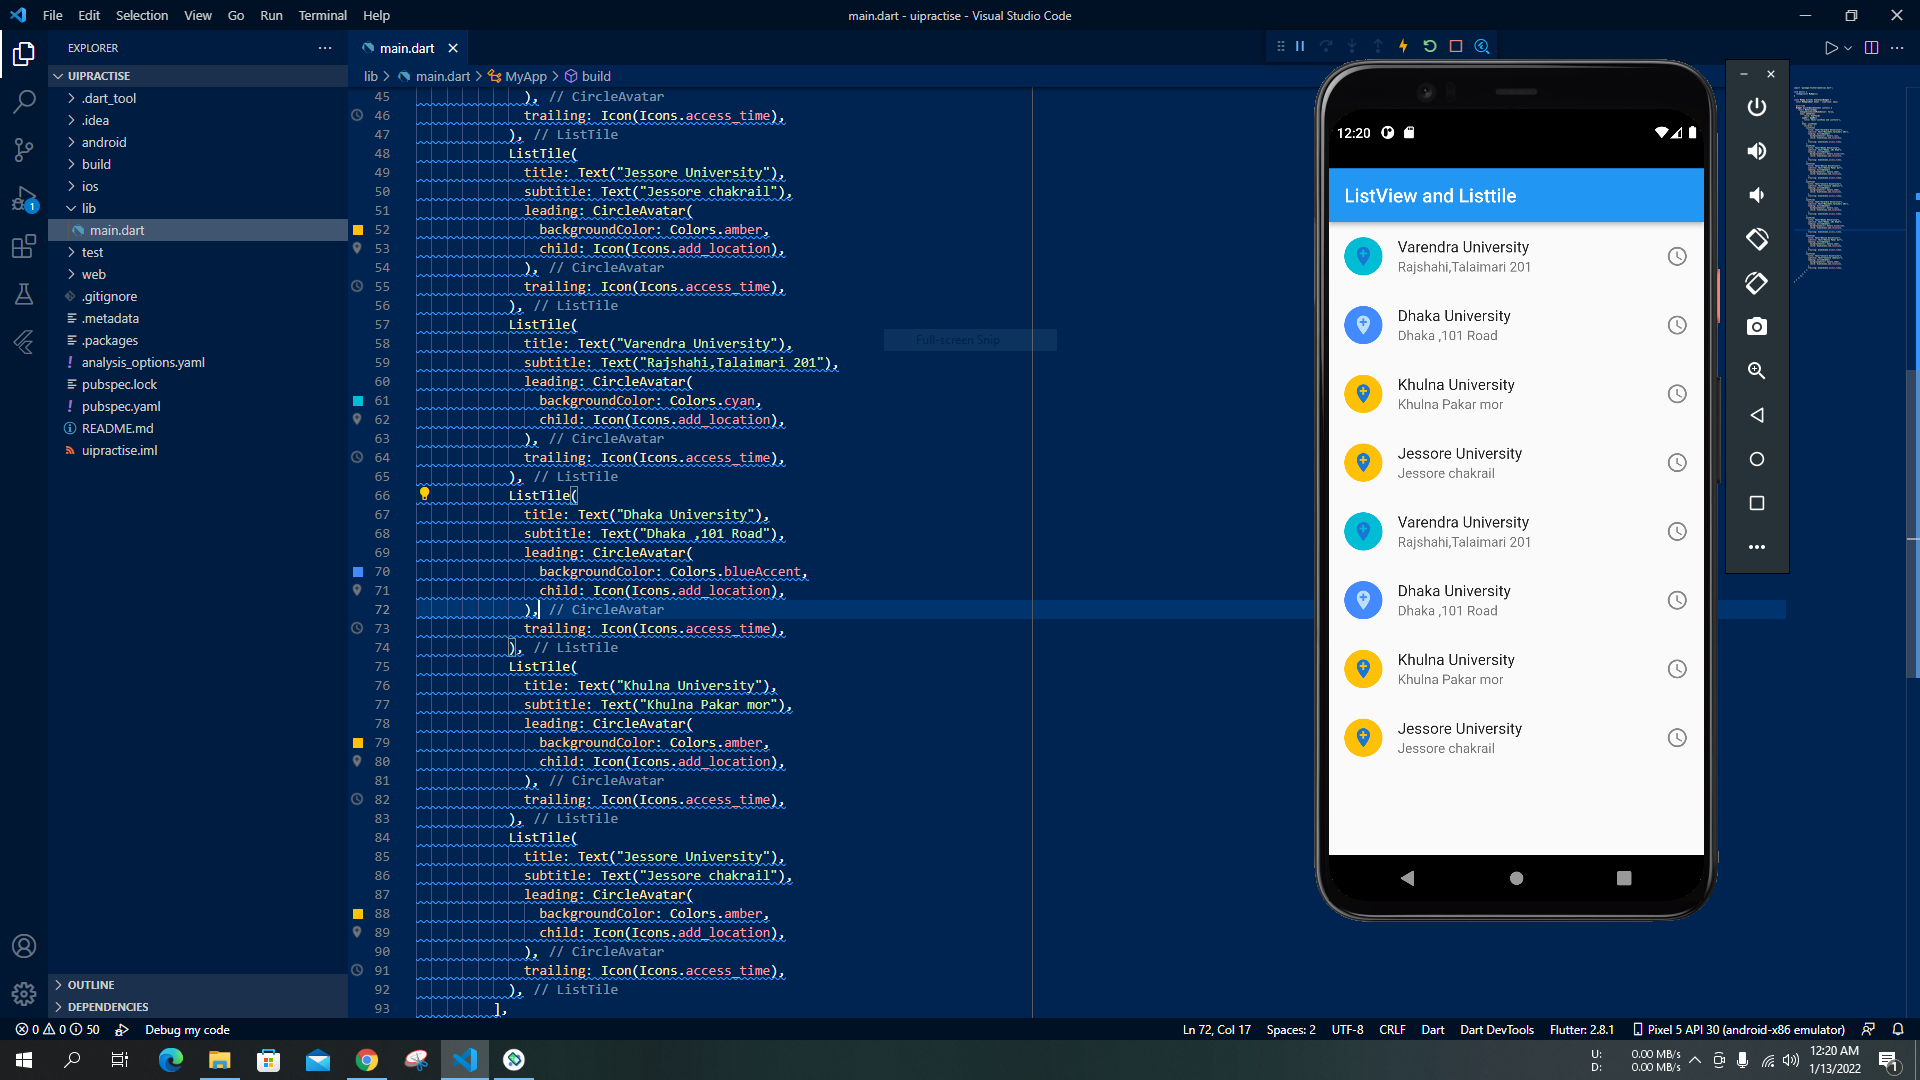 File Edit Selection View Go Run Terminal Help
main.dart - uipractise - Visual Studio Code
EXPLORER
UIPRACTISE
.dart_tool
.idea
android
build
ios
lib
main.dart
test
web
.gitignore
.metadata
.packages
analysis_options.yaml
pubspec.lock
pubspec.yaml
README.md
uipractise.iml
OUTLINE
DEPENDENCIES
1
main.dart
lib > main.dart > MyApp > build
45 ), // CircleAvatar
46 trailing: Icon(Icons.access_time),
47 ), // ListTile
48 ListTile(
49 title: Text("Jessore University"),
50 subtitle: Text("Jessore chakrail"),
51 leading: CircleAvatar(
52 backgroundColor: Colors.amber,
53 child: Icon(Icons.add_location),
54 ), // CircleAvatar
55 trailing: Icon(Icons.access_time),
56 ), // ListTile
57 ListTile(
58 title: Text("Varendra University"),
59 subtitle: Text("Rajshahi,Talaimari 201"),
60 leading: CircleAvatar(
61 backgroundColor: Colors.cyan,
62 child: Icon(Icons.add_location),
63 ), // CircleAvatar
64 trailing: Icon(Icons.access_time),
65 ), // ListTile
66 ListTile(
67 title: Text("Dhaka University"),
68 subtitle: Text("Dhaka ,101 Road"),
69 leading: CircleAvatar(
70 backgroundColor: Colors.blueAccent,
71 child: Icon(Icons.add_location),
72 ), // CircleAvatar
73 trailing: Icon(Icons.access_time),
74 ), // ListTile
75 ListTile(
76 title: Text("Khulna University"),
77 subtitle: Text("Khulna Pakar mor"),
78 leading: CircleAvatar(
79 backgroundColor: Colors.amber,
80 child: Icon(Icons.add_location),
81 ), // CircleAvatar
82 trailing: Icon(Icons.access_time),
83 ), // ListTile
84 ListTile(
85 title: Text("Jessore University"),
86 subtitle: Text("Jessore chakrail"),
87 leading: CircleAvatar(
88 backgroundColor: Colors.amber,
89 child: Icon(Icons.add_location),
90 ), // CircleAvatar
91 trailing: Icon(Icons.access_time),
92 ), // ListTile
93 ],
Full-screen Snip
12:20
ListView and Listtile
Varendra University
Rajshahi,Talaimari 201
Dhaka University
Dhaka ,101 Road
Khulna University
Khulna Pakar mor
Jessore University
Jessore chakrail
Varendra University
Rajshahi,Talaimari 201
Dhaka University
Dhaka ,101 Road
Khulna University
Khulna Pakar mor
Jessore University
Jessore chakrail
0 0 50 Debug my code
Ln 72, Col 17 Spaces: 2 UTF-8 CRLF Dart Dart DevTools Flutter: 2.8.1 Pixel 5 API 30 (android-x86 emulator)
U: 0.00 MB/s
D: 0.00 MB/s
12:20 AM
1/13/2022
1